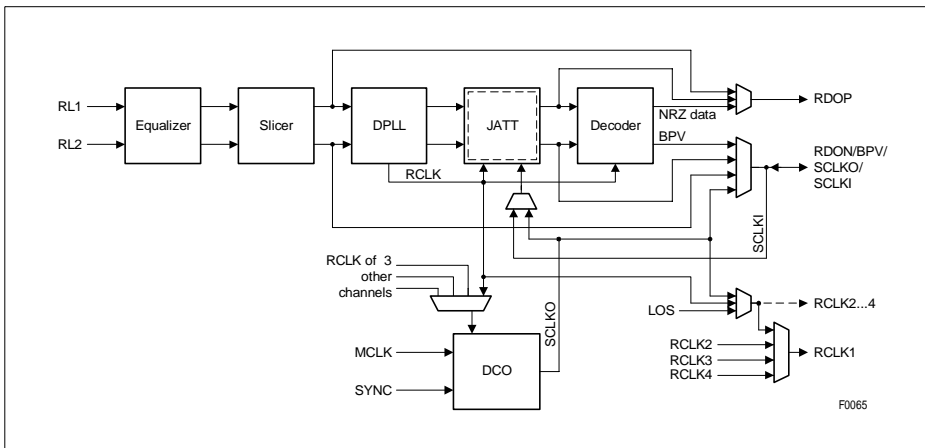 RL1
RL2
Equalizer
Slicer
DPLL
JATT
Decoder
NRZ data
BPV
RDOP
RDON/BPV/
SCLKO/
SCLKI
RCLK
SCLKI
RCLK of 3
other
channels
SCLKO
LOS
RCLK2...4
MCLK
SYNC
DCO
RCLK2
RCLK3
RCLK4
RCLK1
F0065